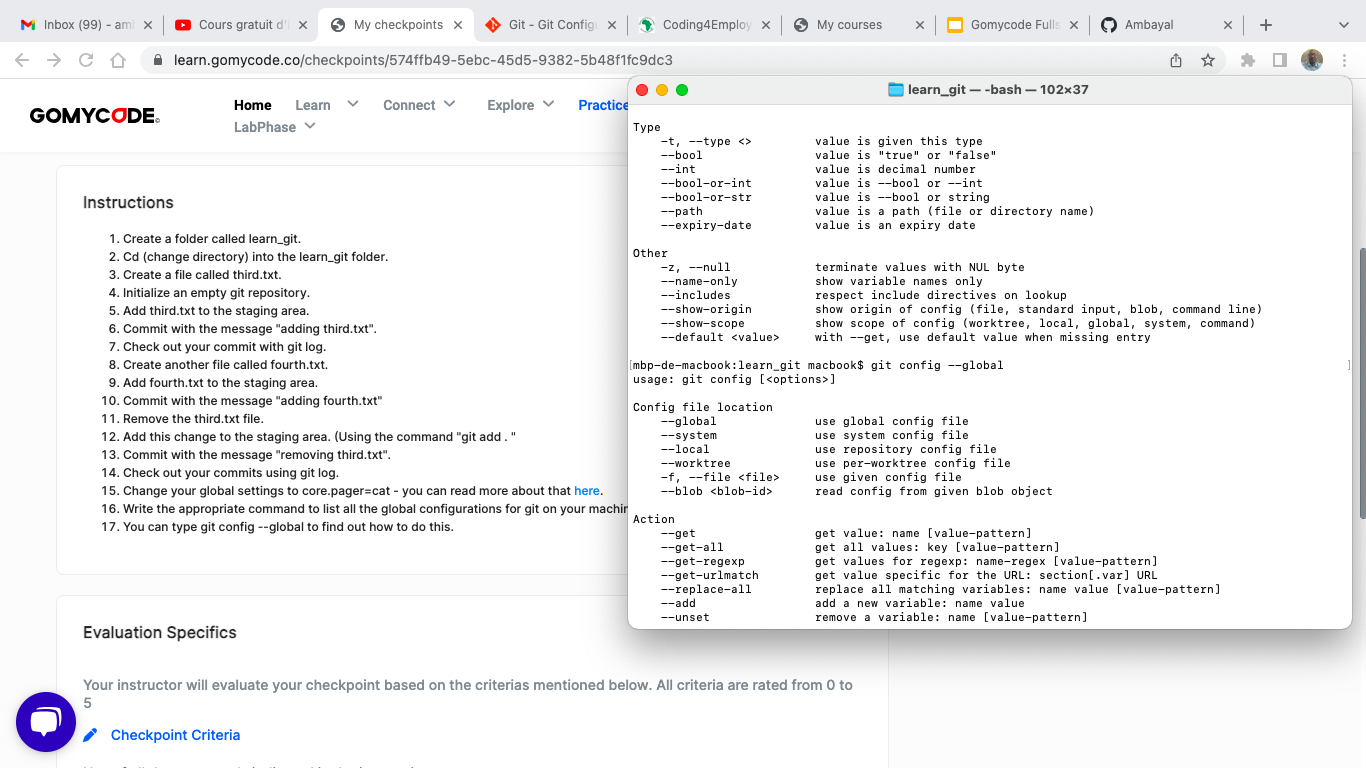 Inbox (99) - am
Cours gratuit d'
My checkpoints
Git - Git Configu
Coding4Employ
My courses
Gomycode Fulls
Ambayal
learn.gomycode.co/checkpoints/574ffb49-5ebc-45d5-9382-5b48f1fc9dc3
GOMYCODE
Home Learn Connect Explore Practice
LabPhase
Instructions
1. Create a folder called learn_git.
2. Cd (change directory) into the learn_git folder.
3. Create a file called third.txt.
4. Initialize an empty git repository.
5. Add third.txt to the staging area.
6. Commit with the message "adding third.txt".
7. Check out your commit with git log.
8. Create another file called fourth.txt.
9. Add fourth.txt to the staging area.
10. Commit with the message "adding fourth.txt"
11. Remove the third.txt file.
12. Add this change to the staging area. (Using the command "git add . "
13. Commit with the message "removing third.txt".
14. Check out your commits using git log.
15. Change your global settings to core.pager=cat - you can read more about that here.
16. Write the appropriate command to list all the global configurations for git on your machin
17. You can type git config --global to find out how to do this.
Evaluation Specifics
Your instructor will evaluate your checkpoint based on the criterias mentioned below. All criteria are rated from 0 to
5
Checkpoint Criteria
learn_git — -bash — 102×37
Type
-t, --type <> value is given this type
--bool value is "true" or "false"
--int value is decimal number
--bool-or-int value is --bool or --int
--bool-or-str value is --bool or string
--path value is a path (file or directory name)
--expiry-date value is an expiry date
Other
-z, --null terminate values with NUL byte
--name-only show variable names only
--includes respect include directives on lookup
--show-origin show origin of config (file, standard input, blob, command line)
--show-scope show scope of config (worktree, local, global, system, command)
--default <value> with --get, use default value when missing entry
[mbp-de-macbook:learn_git macbook$ git config --global ]
usage: git config [<options>]
Config file location
--global use global config file
--system use system config file
--local use repository config file
--worktree use per-worktree config file
-f, --file <file> use given config file
--blob <blob-id> read config from given blob object
Action
--get get value: name [value-pattern]
--get-all get all values: key [value-pattern]
--get-regexp get values for regexp: name-regex [value-pattern]
--get-urlmatch get value specific for the URL: section[.var] URL
--replace-all replace all matching variables: name value [value-pattern]
--add add a new variable: name value
--unset remove a variable: name [value-pattern]